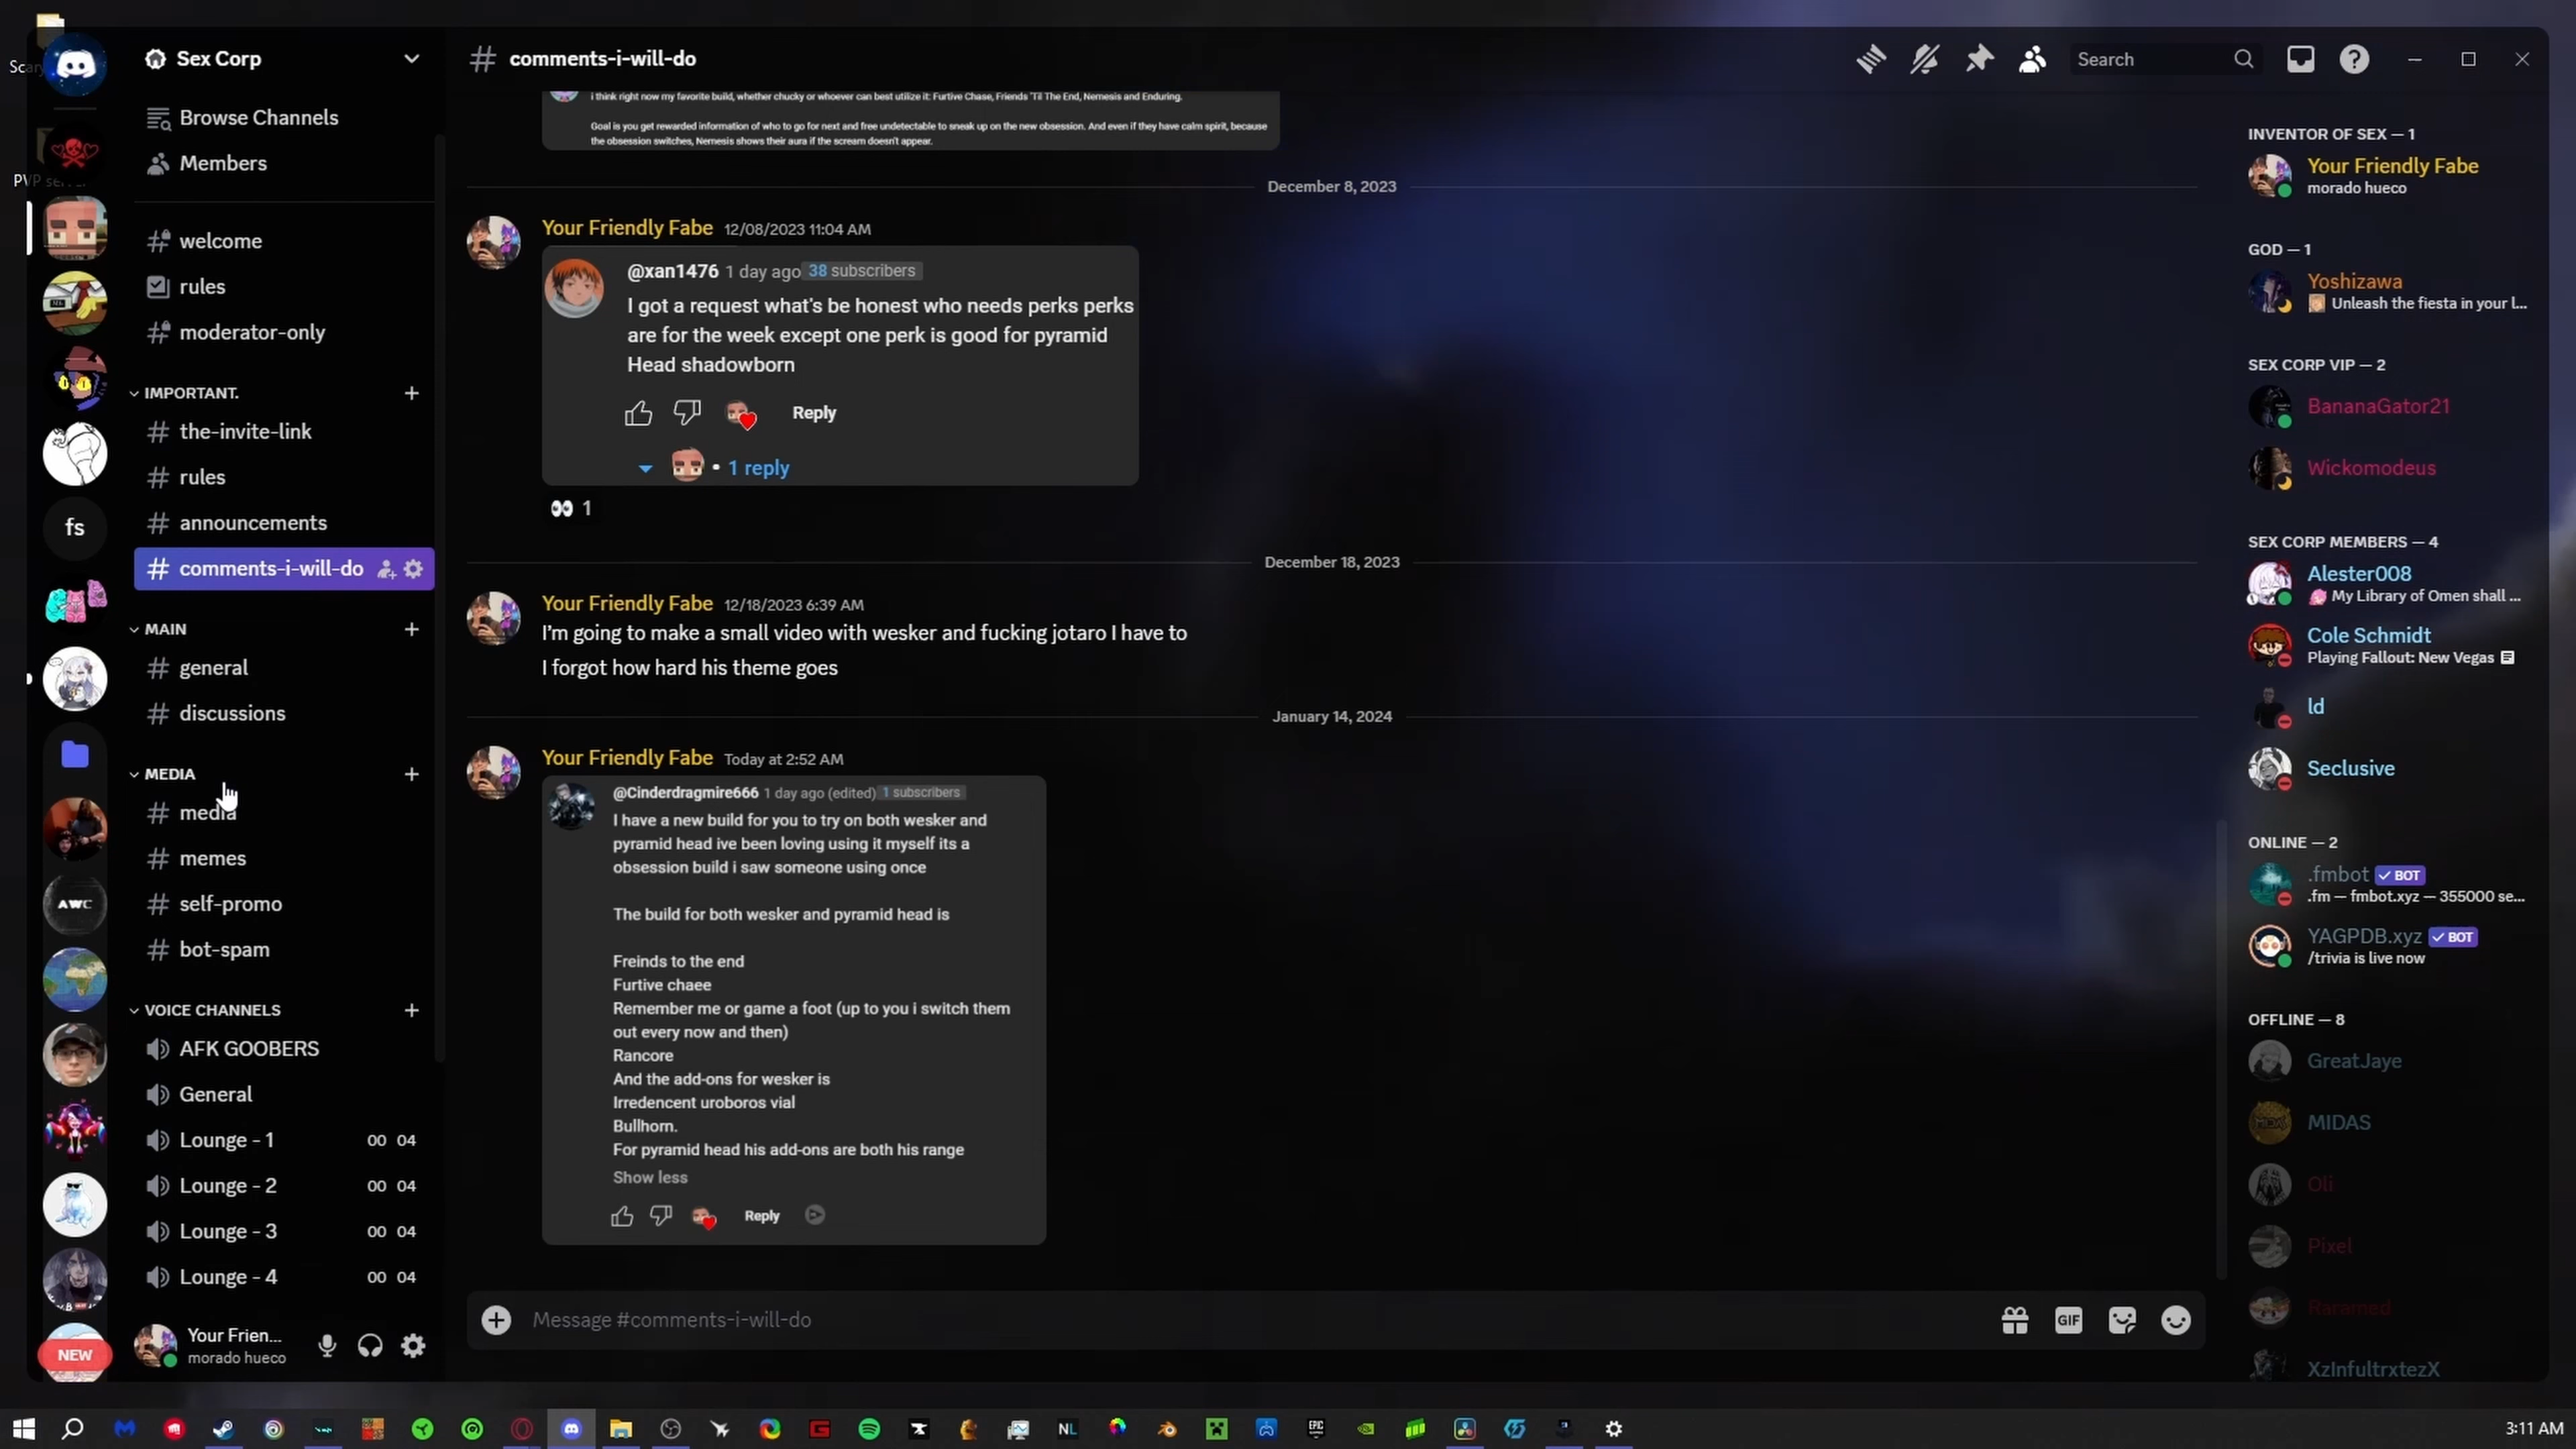 Scary
PVP server
Sex Corp
Browse Channels
Members
welcome
rules
moderator-only
IMPORTANT.
the-invite-link
rules
announcements
comments-i-will-do
MAIN
general
discussions
MEDIA
media
memes
self-promo
bot-spam
VOICE CHANNELS
AFK GOOBERS
General
Lounge - 1 00 04
Lounge - 2 00 04
Lounge - 3 00 04
Lounge - 4 00 04
fs
AWC
NEW
Your Frien...
morado hueco
comments-i-will-do
Search
i think right now my favorite build, whether chucky or whoever can best utilize it: Furtive Chase, Friends 'Til The End, Nemesis and Enduring.
Goal is you get rewarded information of who to go for next and free undetectable to sneak up on the new obsession. And even if they have calm spirit, because
the obsession switches, Nemesis shows their aura if the scream doesn't appear.
December 8, 2023
Your Friendly Fabe 12/08/2023 11:04 AM
@xan1476 1 day ago 38 subscribers
I got a request what's be honest who needs perks perks
are for the week except one perk is good for pyramid
Head shadowborn
Reply
• 1 reply
1
December 18, 2023
Your Friendly Fabe 12/18/2023 6:39 AM
I'm going to make a small video with wesker and fucking jotaro I have to
I forgot how hard his theme goes
January 14, 2024
Your Friendly Fabe Today at 2:52 AM
@Cinderdragmire666 1 day ago (edited) 1 subscribers
I have a new build for you to try on both wesker and
pyramid head ive been loving using it myself its a
obsession build i saw someone using once
The build for both wesker and pyramid head is
Freinds to the end
Furtive chaee
Remember me or game a foot (up to you i switch them
out every now and then)
Rancore
And the add-ons for wesker is
Irredencent uroboros vial
Bullhorn.
For pyramid head his add-ons are both his range
Show less
Reply
Message #comments-i-will-do
GIF
INVENTOR OF SEX — 1
Your Friendly Fabe
morado hueco
GOD — 1
Yoshizawa
Unleash the fiesta in your l...
SEX CORP VIP — 2
BananaGator21
Wickomodeus
SEX CORP MEMBERS — 4
Alester008
My Library of Omen shall ...
Cole Schmidt
Playing Fallout: New Vegas
ld
Seclusive
ONLINE — 2
.fmbot BOT
.fm — fmbot.xyz — 355000 se...
YAGPDB.xyz BOT
/trivia is live now
OFFLINE — 8
GreatJaye
MIDAS
Oli
Pixel
Raramed
XzInfultrxtezX
NL
EPIC
3:11 AM